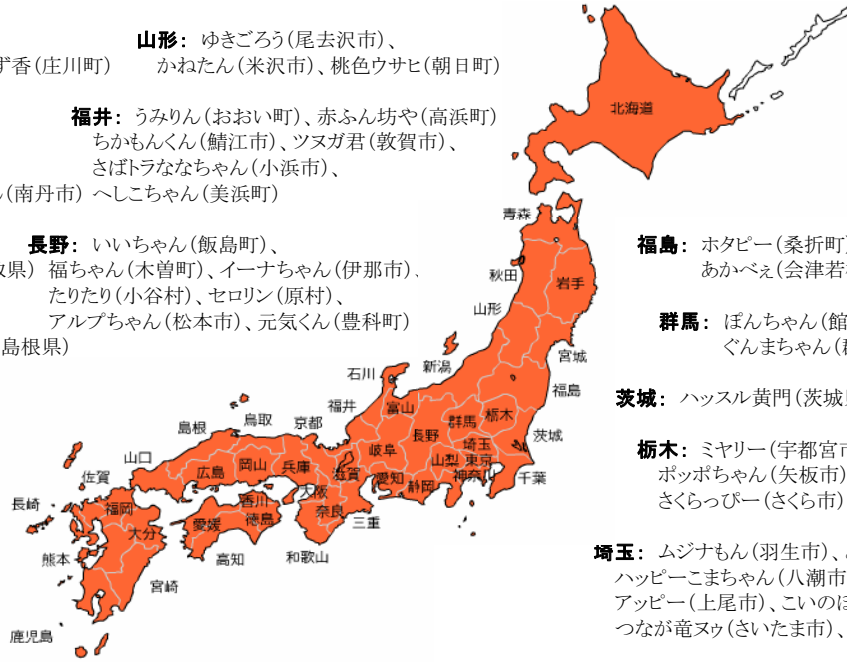 山形: ゆきごろう(尾去沢市)、
ず香(庄川町) かねたん(米沢市)、桃色ウサヒ(朝日町)
福井: うみりん(おおい町)、赤ふん坊や(高浜町)
ちかもんくん(鯖江市)、ツヌガ君(敦賀市)、
さばトラななちゃん(小浜市)、
(南丹市) へしこちゃん(美浜町)
長野: いいちゃん(飯島町)、
県) 福ちゃん(木曽町)、イーナちゃん(伊那市)、
たりたり(小谷村)、セロリン(原村)、
アルプちゃん(松本市)、元気くん(豊科町)
島根県)
福島: ホタピー(桑折町)
あかべぇ(会津若
群馬: ぽんちゃん(館
ぐんまちゃん(
茨城: ハッスル黄門(茨城
栃木: ミヤリー(宇都宮市
ポッポちゃん(矢板市)
さくらっぴー(さくら市)
埼玉: ムジナもん(羽生市)、
ハッピーこまちゃん(八潮市
アッピー(上尾市)、こいのぼ
つなが竜ヌゥ(さいたま市)、
北海道
青森
秋田
岩手
山形
宮城
新潟
福島
石川
福井
富山
群馬
栃木
茨城
長野
埼玉
岐阜
山梨
東京
神奈川
千葉
愛知
静岡
島根
鳥取
京都
山口
広島
岡山
兵庫
滋賀
大阪
奈良
三重
和歌山
香川
徳島
愛媛
高知
佐賀
長崎
福岡
大分
熊本
宮崎
鹿児島